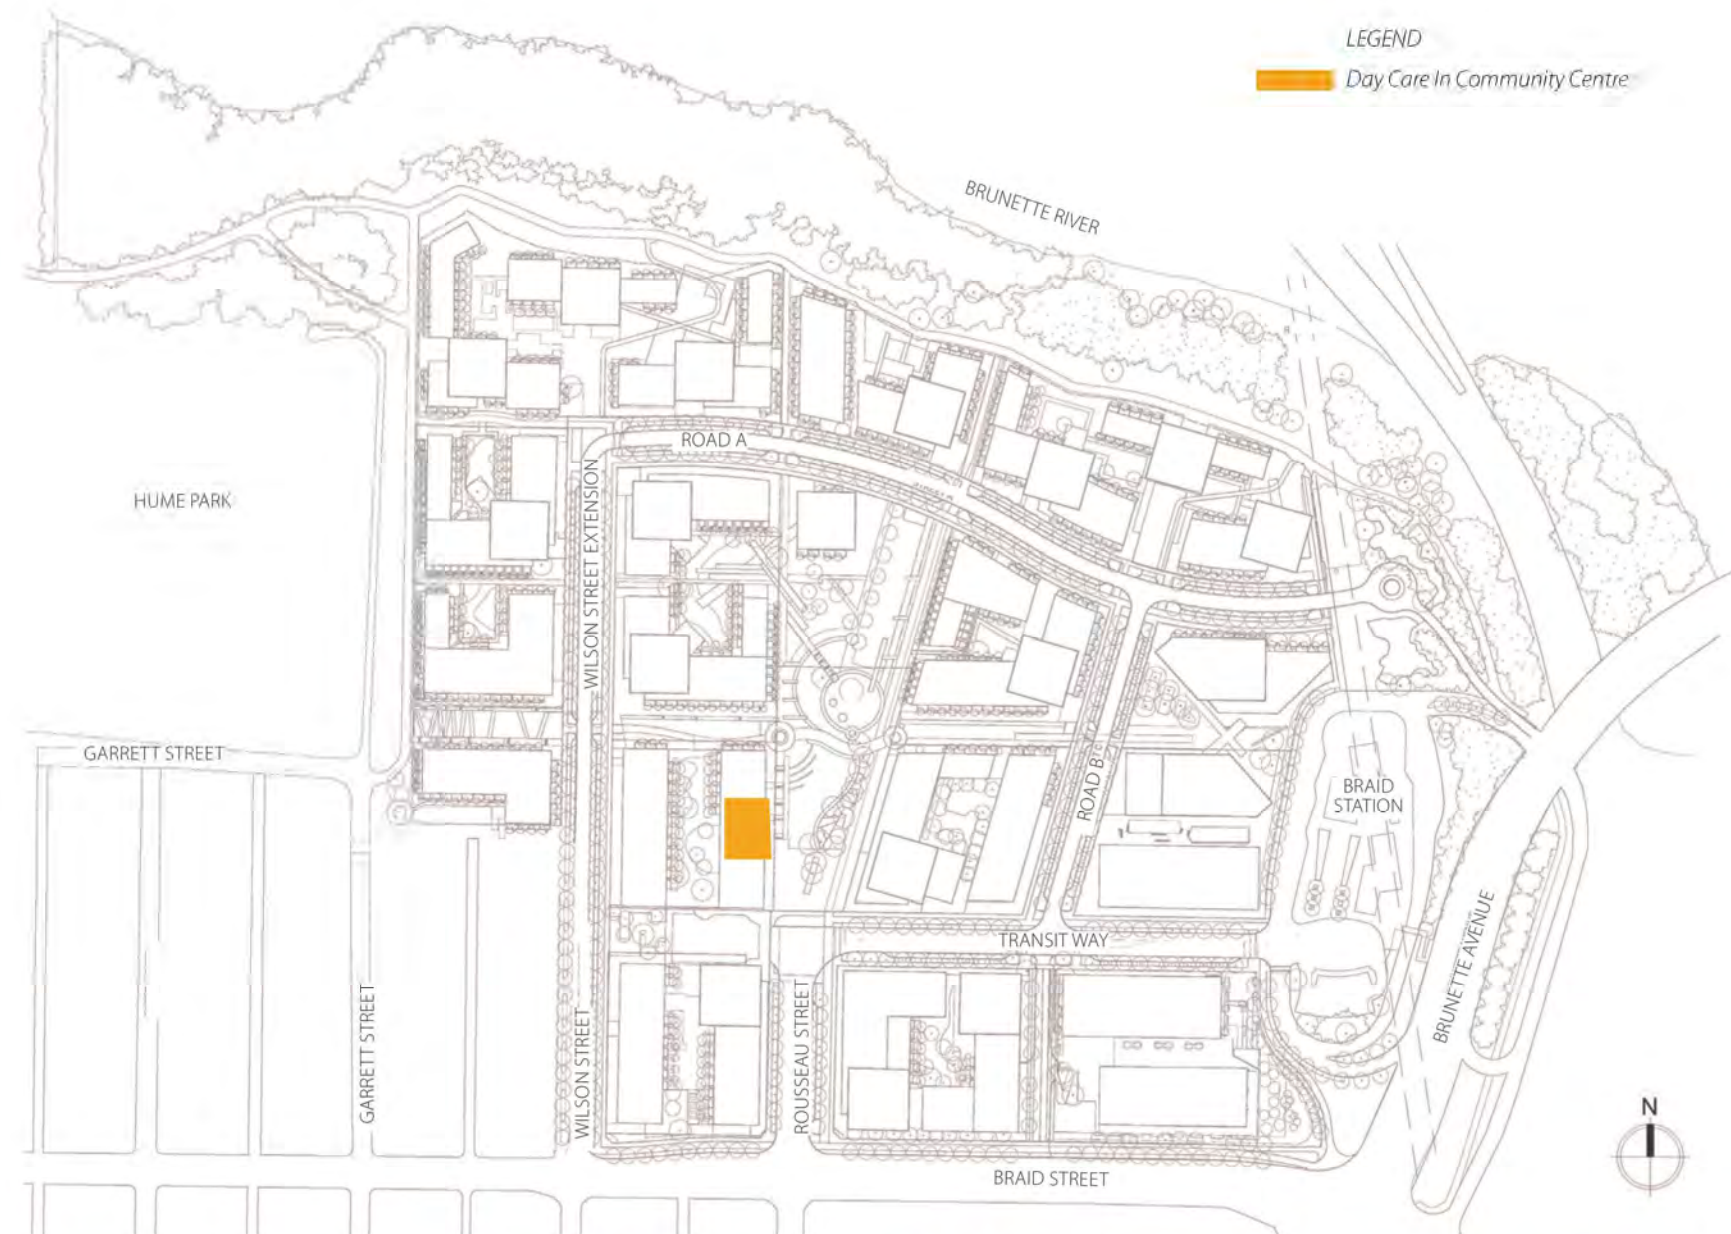 LEGEND
Day Care In Community Centre
BRUNETTE RIVER
ROAD A
HUME PARK
WILSON STREET EXTENSION
GARRETT STREET
ROAD B
BRAID
STATION
BRUNETTE AVENUE
TRANSIT WAY
GARRETT STREET
WILSON STREET
ROUSSEAU STREET
N
BRAID STREET